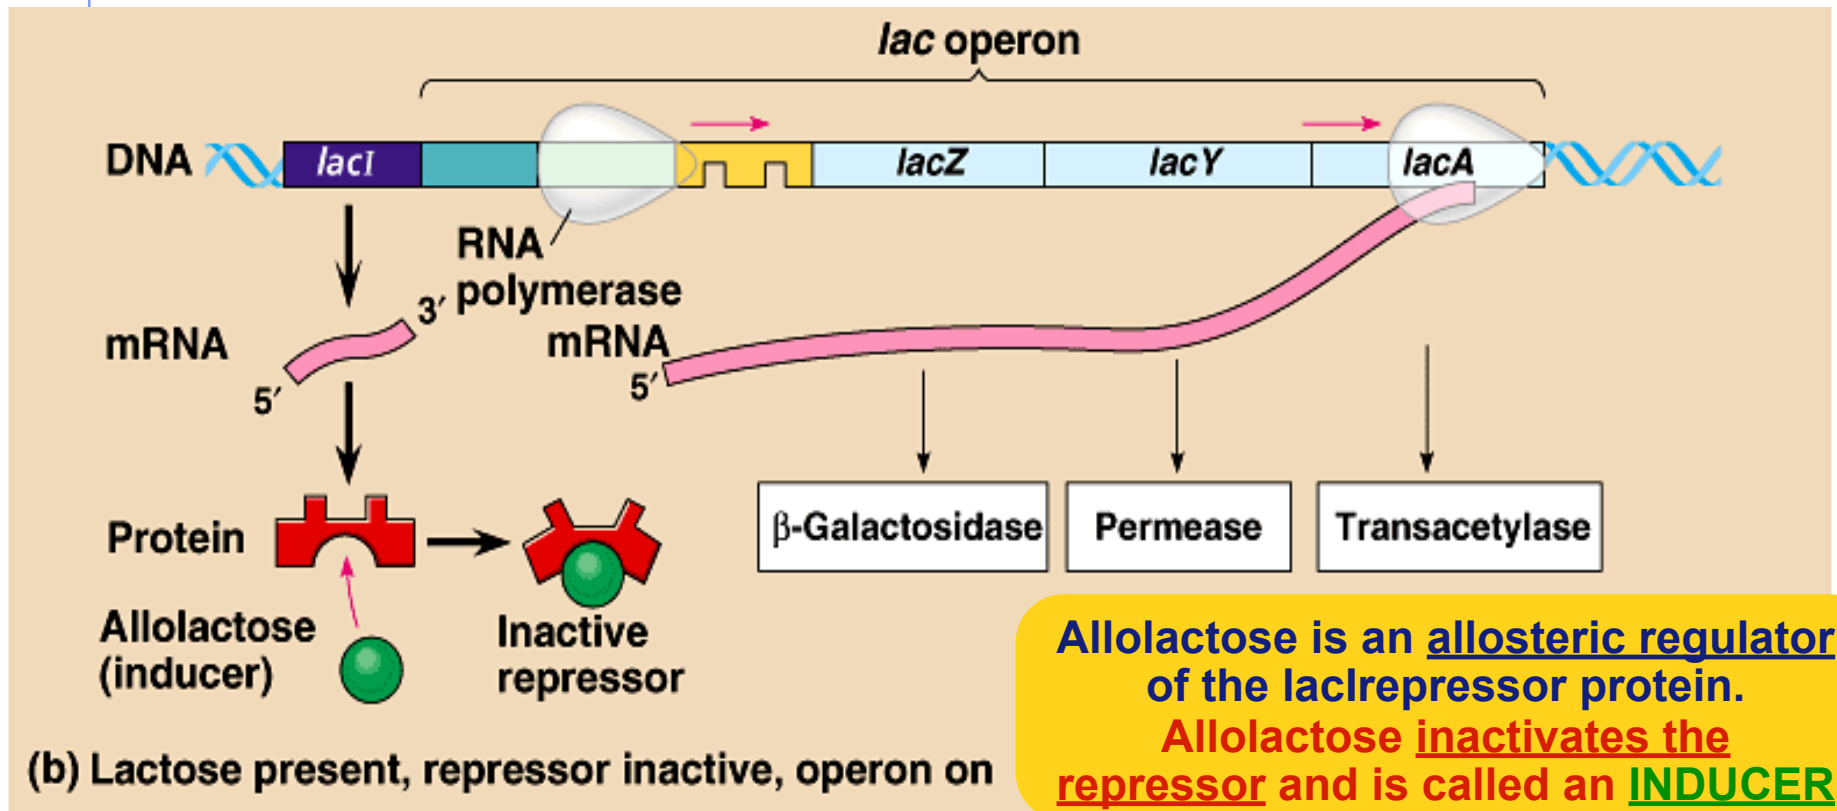 lac operon
DNA
lacI
lacZ
lacY
lacA
RNA
polymerase
mRNA
3′
5′
mRNA
5′
Protein
β-Galactosidase
Permease
Transacetylase
Allolactose
(inducer)
Inactive
repressor
Allolactose is an allosteric regulator
of the lacIrepressor protein.
Allolactose inactivates the
repressor and is called an INDUCER
(b) Lactose present, repressor inactive, operon on